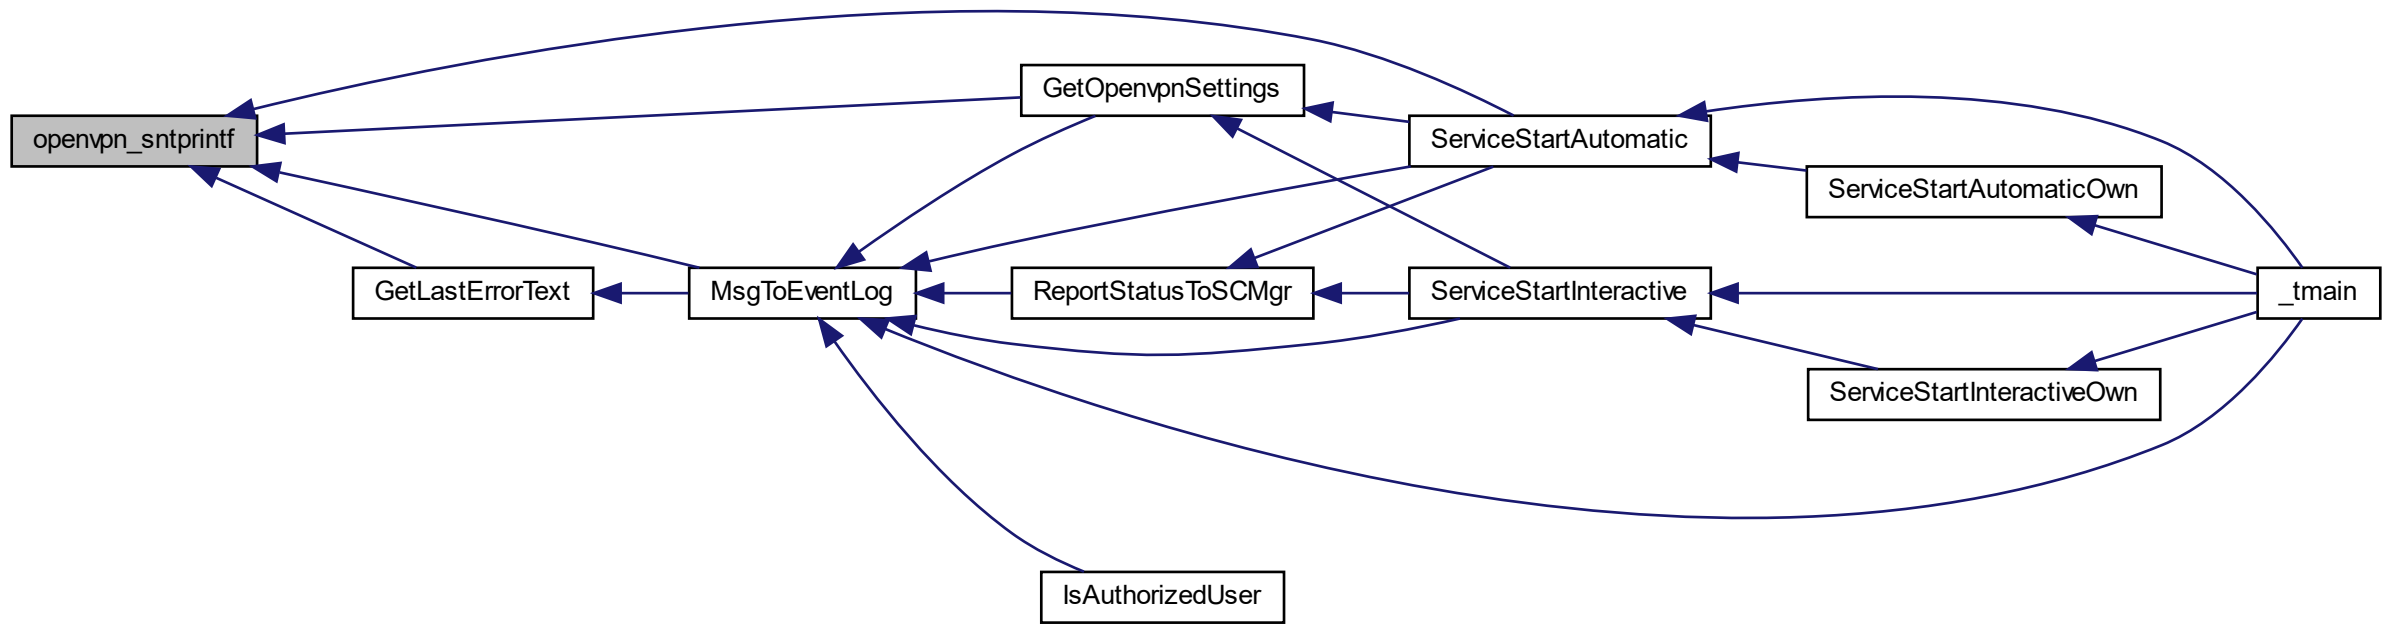 openvpn_sntprintf
GetOpenvpnSettings
ServiceStartAutomatic
ServiceStartAutomaticOwn
GetLastErrorText
MsgToEventLog
ReportStatusToSCMgr
ServiceStartInteractive
_tmain
ServiceStartInteractiveOwn
IsAuthorizedUser